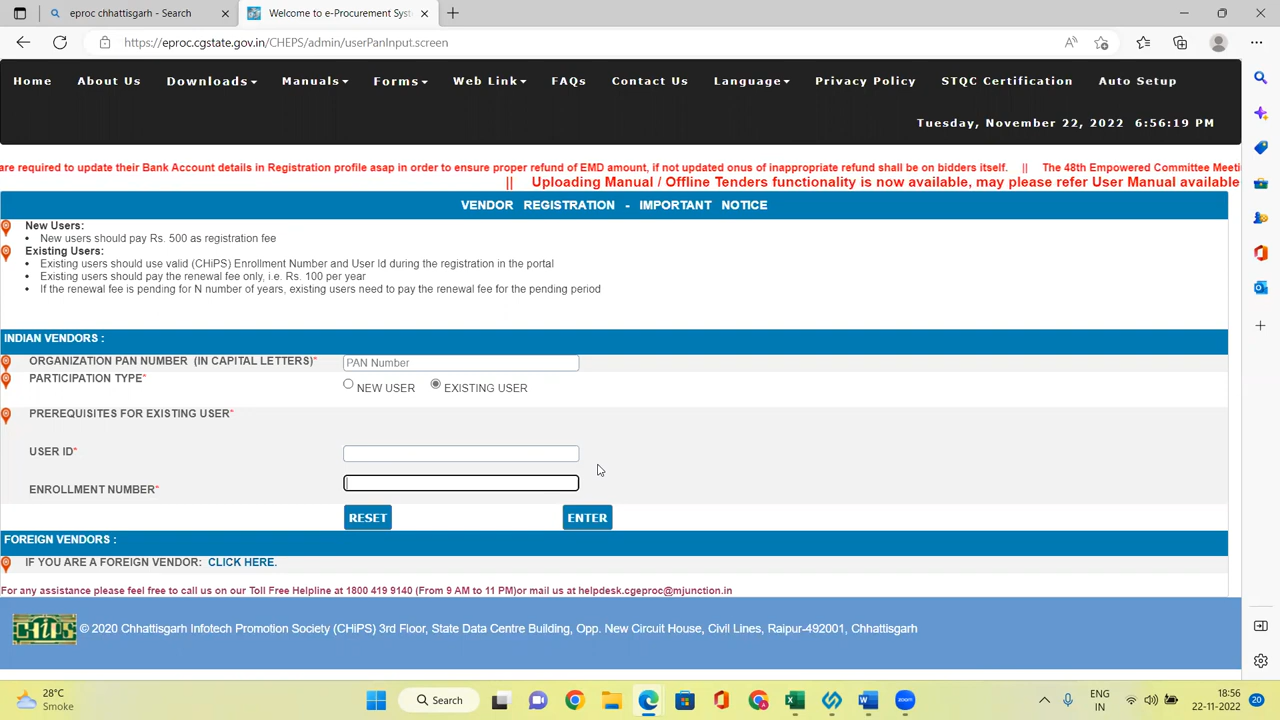 eproc chhattisgarh - Search
Welcome to e-Procurement Syst
https://eproc.cgstate.gov.in/CHEPS/admin/userPanInput.screen
Home About Us Downloads Manuals Forms Web Link FAQs Contact Us Language Privacy Policy STQC Certification Auto Setup
Tuesday, November 22, 2022 6:56:19 PM
are required to update their Bank Account details in Registration profile asap in order to ensure proper refund of EMD amount, if not updated onus of inappropriate refund shall be on bidders itself. || The 48th Empowered Committee Meeti
|| Uploading Manual / Offline Tenders functionality is now available, may please refer User Manual available
VENDOR REGISTRATION - IMPORTANT NOTICE
New Users:
• New users should pay Rs. 500 as registration fee
Existing Users:
• Existing users should use valid (CHiPS) Enrollment Number and User Id during the registration in the portal
• Existing users should pay the renewal fee only, i.e. Rs. 100 per year
• If the renewal fee is pending for N number of years, existing users need to pay the renewal fee for the pending period
INDIAN VENDORS :
ORGANIZATION PAN NUMBER (IN CAPITAL LETTERS)* PAN Number
PARTICIPATION TYPE* NEW USER EXISTING USER
PREREQUISITES FOR EXISTING USER*
USER ID*
ENROLLMENT NUMBER*
RESET ENTER
FOREIGN VENDORS :
IF YOU ARE A FOREIGN VENDOR: CLICK HERE.
For any assistance please feel free to call us on our Toll Free Helpline at 1800 419 9140 (From 9 AM to 11 PM)or mail us at helpdesk.cgeproc@mjunction.in
CHiPS © 2020 Chhattisgarh Infotech Promotion Society (CHiPS) 3rd Floor, State Data Centre Building, Opp. New Circuit House, Civil Lines, Raipur-492001, Chhattisgarh
28°C
Smoke
Search
ENG
IN
18:56
22-11-2022
20